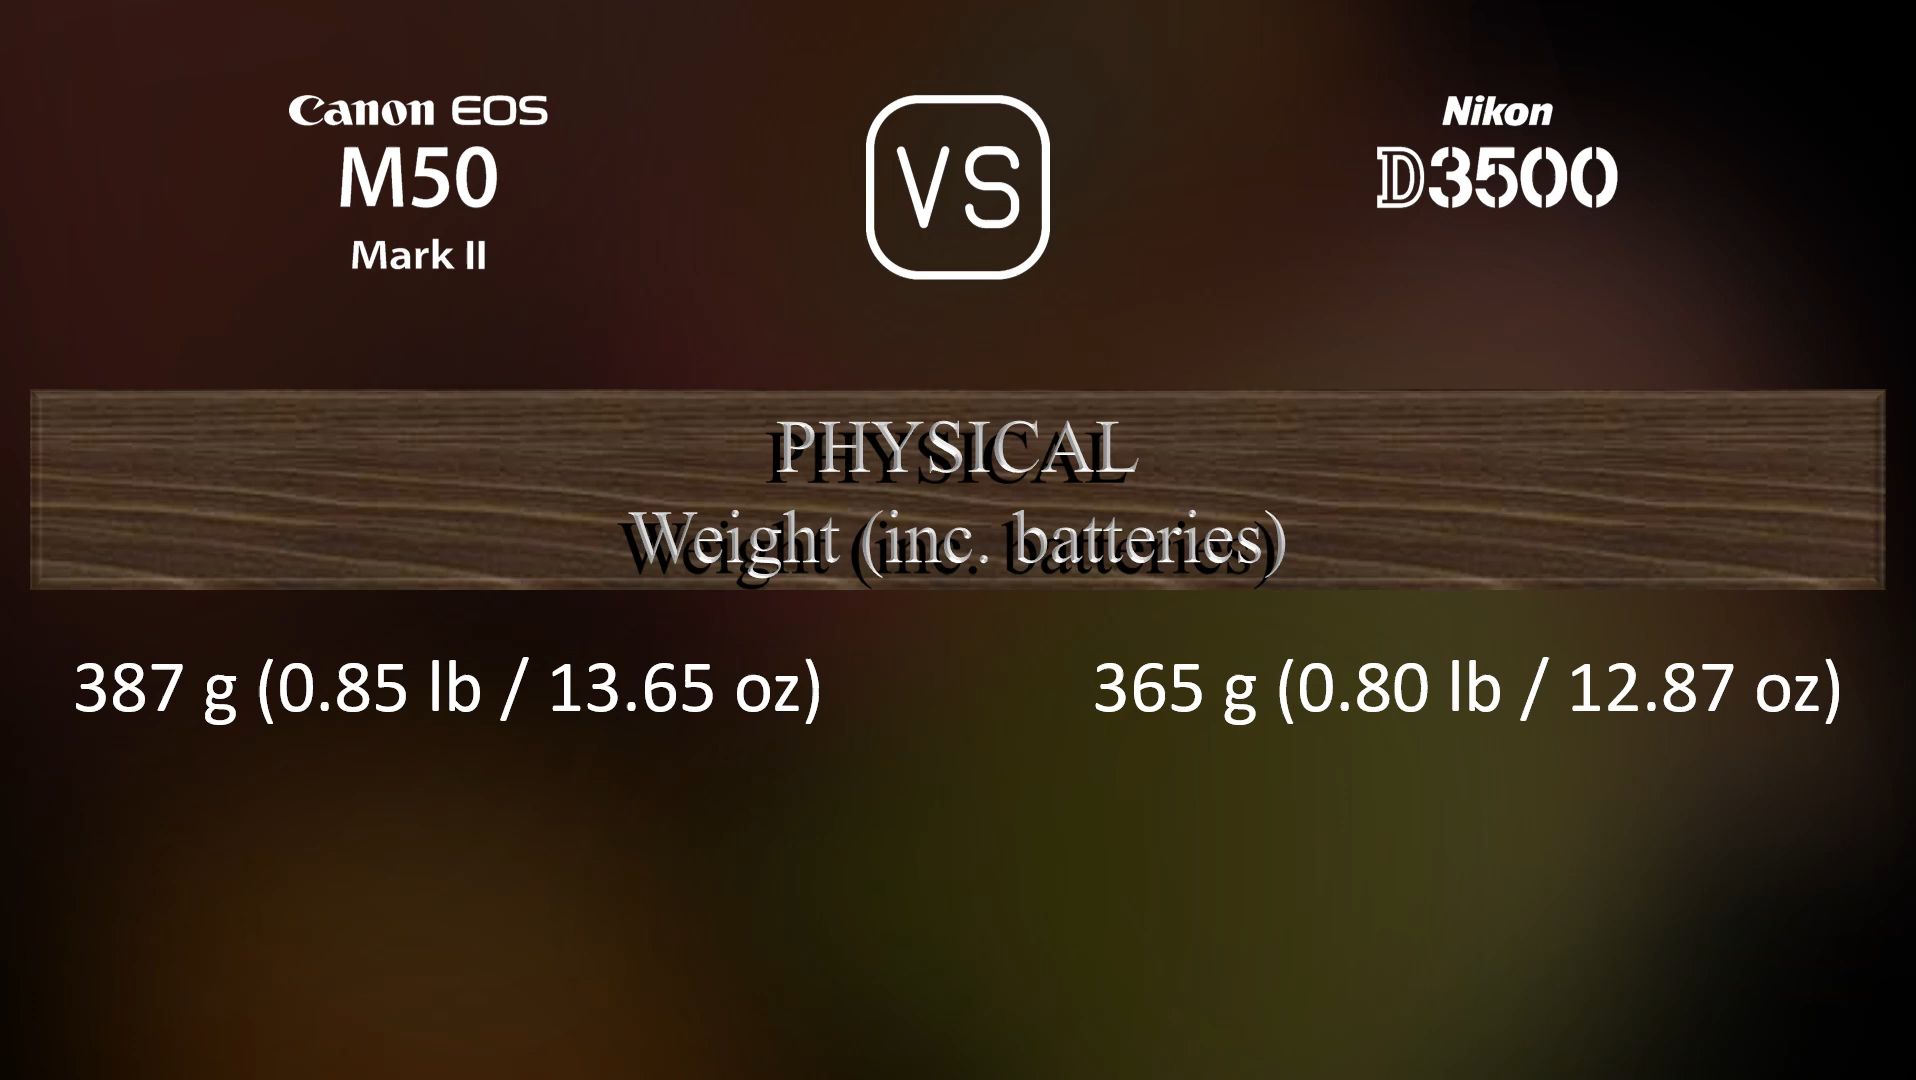 Canon EOS
M50
Mark II
VS
Nikon
D3500
PHYSICAL
Weight (inc. batteries)
387 g (0.85 lb / 13.65 oz)
365 g (0.80 lb / 12.87 oz)